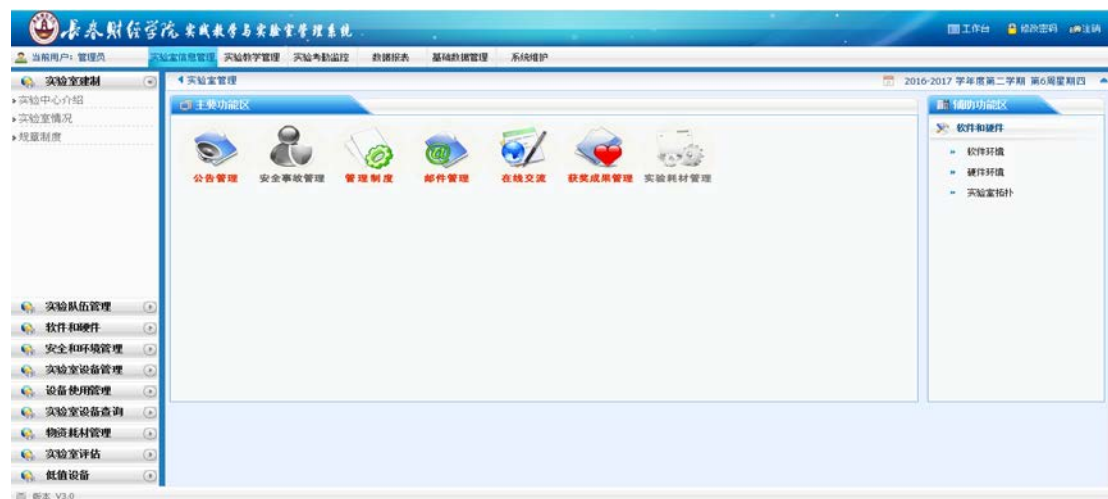 长春财经学院 实践教学与实验室管理系统
工作台 修改密码 注销
当前用户：管理员 实验室信息管理 实验教学管理 实验考勤监控 数据报表 基础数据管理 系统维护
实验室建制
实验中心介绍
实验室情况
规章制度
实验队伍管理
软件和硬件
安全和环境管理
实验室设备管理
设备使用管理
实验室设备查询
物资耗材管理
实验室评估
低值设备
实验室管理
2016-2017 学年度第二学期 第6周星期四
主要功能区
公告管理 安全事故管理 管理制度 邮件管理 在线交流 获奖成果管理 实验耗材管理
辅助功能区
软件和硬件
软件环境
硬件环境
实验室拓扑
版本 V3.0